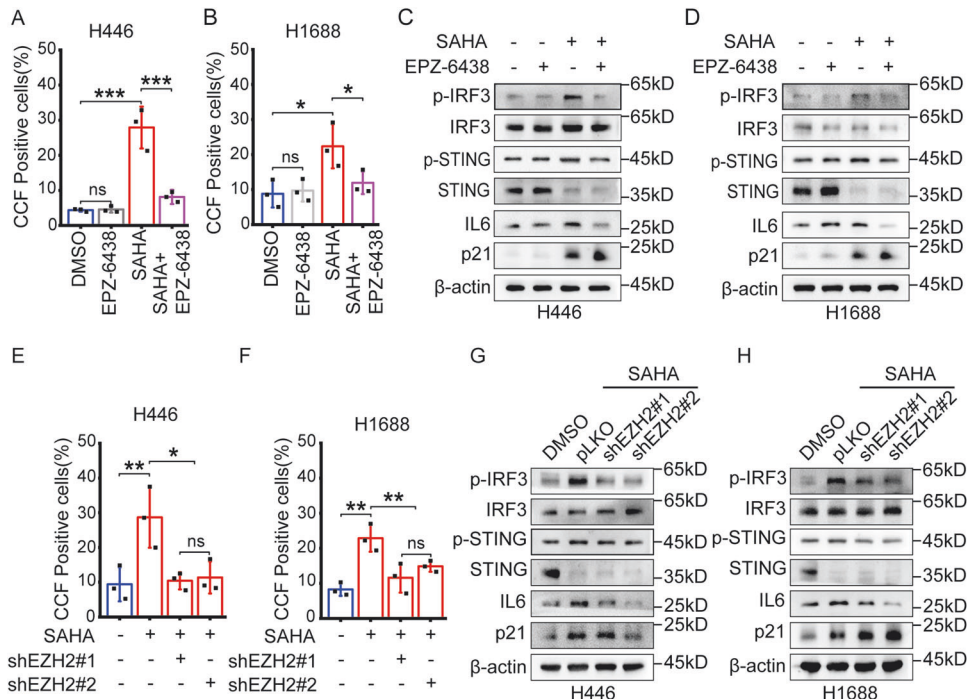 A
H446
CCF Positive cells(%)
50
40
30
20
10
0
***
***
ns
DMSO
EPZ-6438
SAHA
SAHA+
EPZ-6438
B
H1688
CCF Positive cells(%)
50
40
30
20
10
0
*
*
ns
DMSO
EPZ-6438
SAHA
SAHA+
EPZ-6438
C
SAHA - - + +
EPZ-6438 - + - +
p-IRF3 65kD
IRF3 65kD
p-STING 45kD
STING 35kD
IL6 25kD
p21 25kD
β-actin 45kD
H446
D
SAHA - - + +
EPZ-6438 - + - +
p-IRF3 65kD
IRF3 65kD
p-STING 45kD
STING 35kD
IL6 25kD
p21 25kD
β-actin 45kD
H1688
E
H446
CCF Positive cells(%)
50
40
30
20
10
0
** *
ns
SAHA - + + +
shEZH2#1 - - + -
shEZH2#2 - - - +
F
H1688
CCF Positive cells(%)
50
40
30
20
10
0
** **
ns
SAHA - + + +
shEZH2#1 - - + -
shEZH2#2 - - - +
G
SAHA
DMSO
pLKO
shEZH2#1
shEZH2#2
p-IRF3 65kD
IRF3 65kD
p-STING 45kD
STING 35kD
IL6 25kD
p21 25kD
β-actin 45kD
H446
H
SAHA
DMSO
pLKO
shEZH2#1
shEZH2#2
p-IRF3 65kD
IRF3 65kD
p-STING 45kD
STING 35kD
IL6 25kD
p21 25kD
β-actin 45kD
H1688